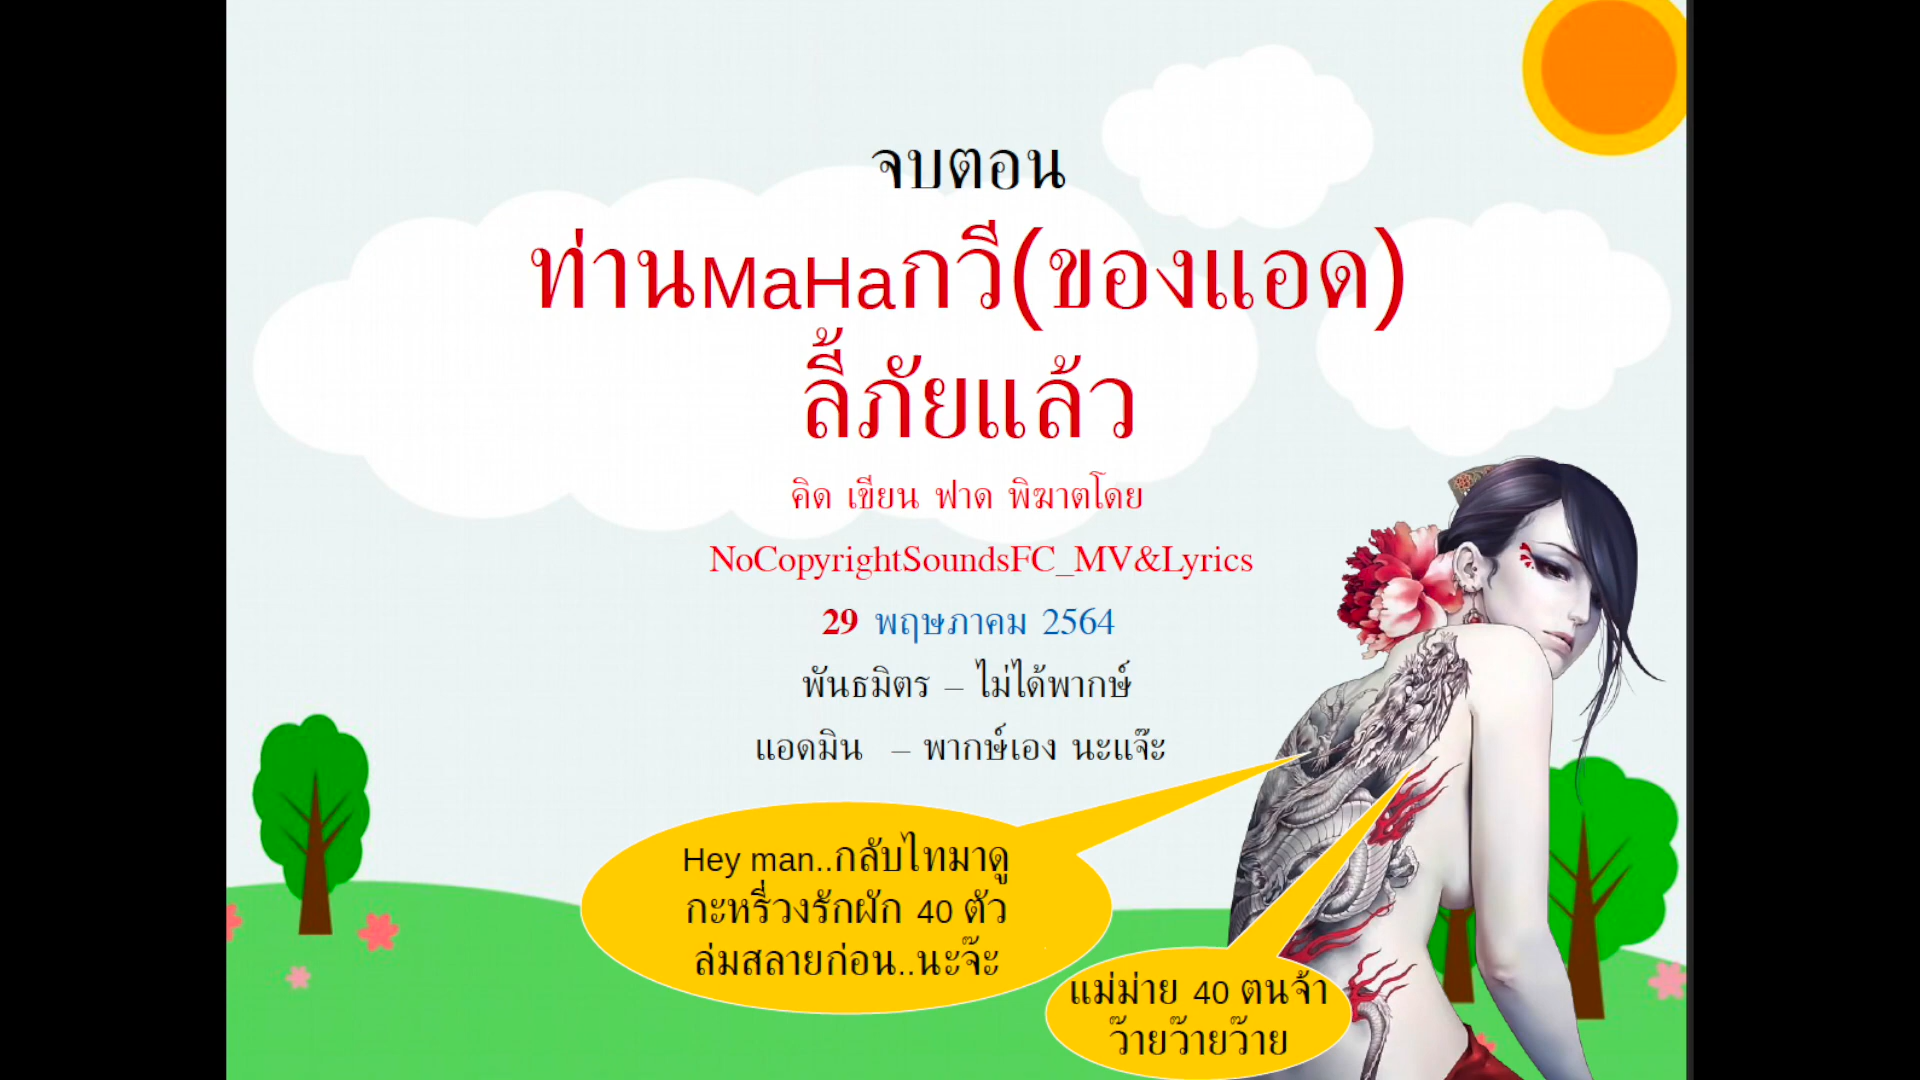 จบตอน
ท่านMaHaกวี(ของแอด)
ลี้ภัยแล้ว
คิด เขียน ฟาด พิฆาตโดย
NoCopyrightSoundsFC_MV&Lyrics
29 พฤษภาคม 2564
พันธมิตร – ไม่ได้พากษ์
แอดมิน – พากษ์เอง นะแจ๊ะ
Hey man..กลับไทมาดู
กะหรี่วงรักผัก 40 ตัว
ล่มสลายก่อน..นะจ๊ะ
แม่ม่าย 40 ตนจ้า
ว๊ายว๊ายว๊าย